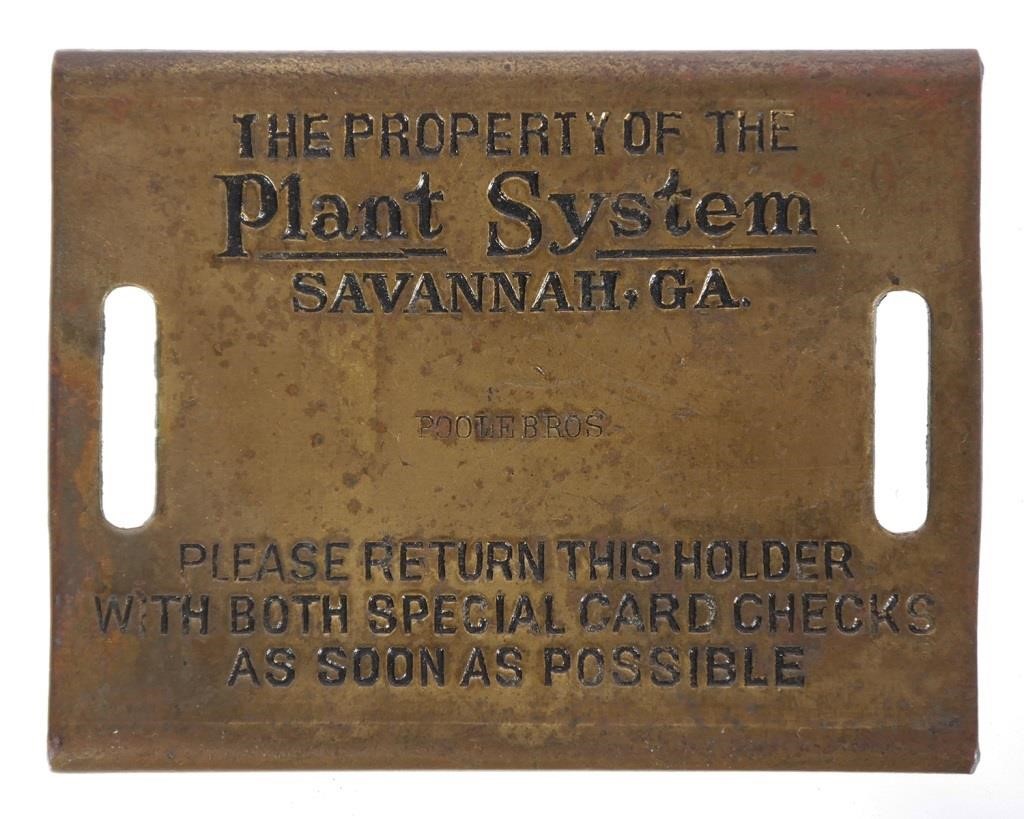 THE PROPERTY OF THE
Plant System
SAVANNAH, GA.
POOLE BROS.
PLEASE RETURN THIS HOLDER
WITH BOTH SPECIAL CARD CHECKS
AS SOON AS POSSIBLE